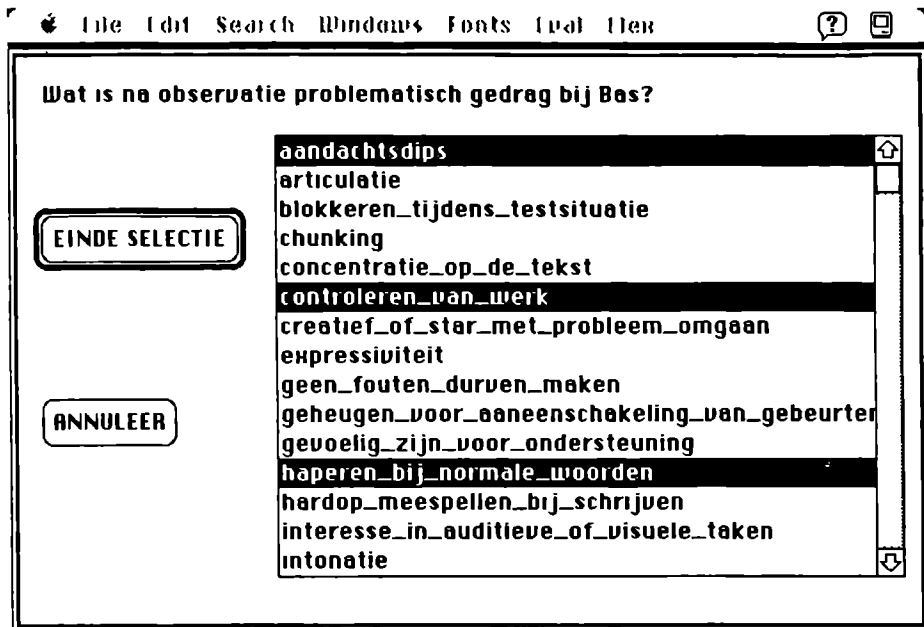 File Edit Search Windows Fonts Eval Flex
Wat is na observatie problematisch gedrag bij Bas?
aandachtsdips
articulatie
blokkeren_tijdens_testsituatie
EINDE SELECTIE
chunking
concentratie_op_de_tekst
controleren_van_werk
creatief_of_star_met_probleem_omgaan
expressiviteit
geen_fouten_durven_maken
ANNULEER
geheugen_voor_aaneenschakeling_van_gebeurten
gevoelig_zijn_voor_ondersteuning
haperen_bij_normale_woorden
hardop_meespellen_bij_schrijven
interesse_in_auditieve_of_visuele_taken
intonatie